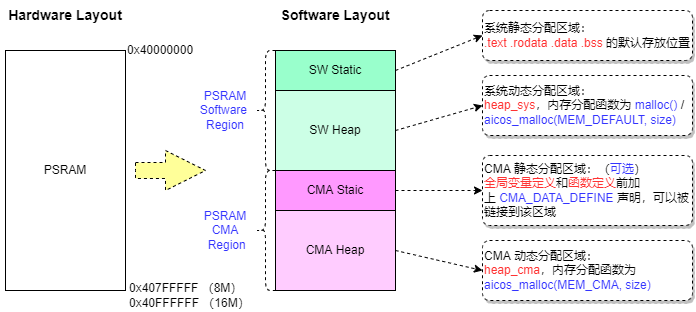 Hardware Layout
Software Layout
0x40000000
PSRAM
0x407FFFFF （8M）
0x40FFFFFF （16M）
PSRAM
Software
Region
PSRAM
CMA
Region
SW Static
SW Heap
CMA Staic
CMA Heap
系统静态分配区域：
.text .rodata .data .bss 的默认存放位置
系统动态分配区域：
heap_sys，内存分配函数为 malloc() /
aicos_malloc(MEM_DEFAULT, size)
CMA 静态分配区域：（可选）
全局变量定义和函数定义前加
上 CMA_DATA_DEFINE 声明，可以被
链接到该区域
CMA 动态分配区域：
heap_cma，内存分配函数为
aicos_malloc(MEM_CMA, size)